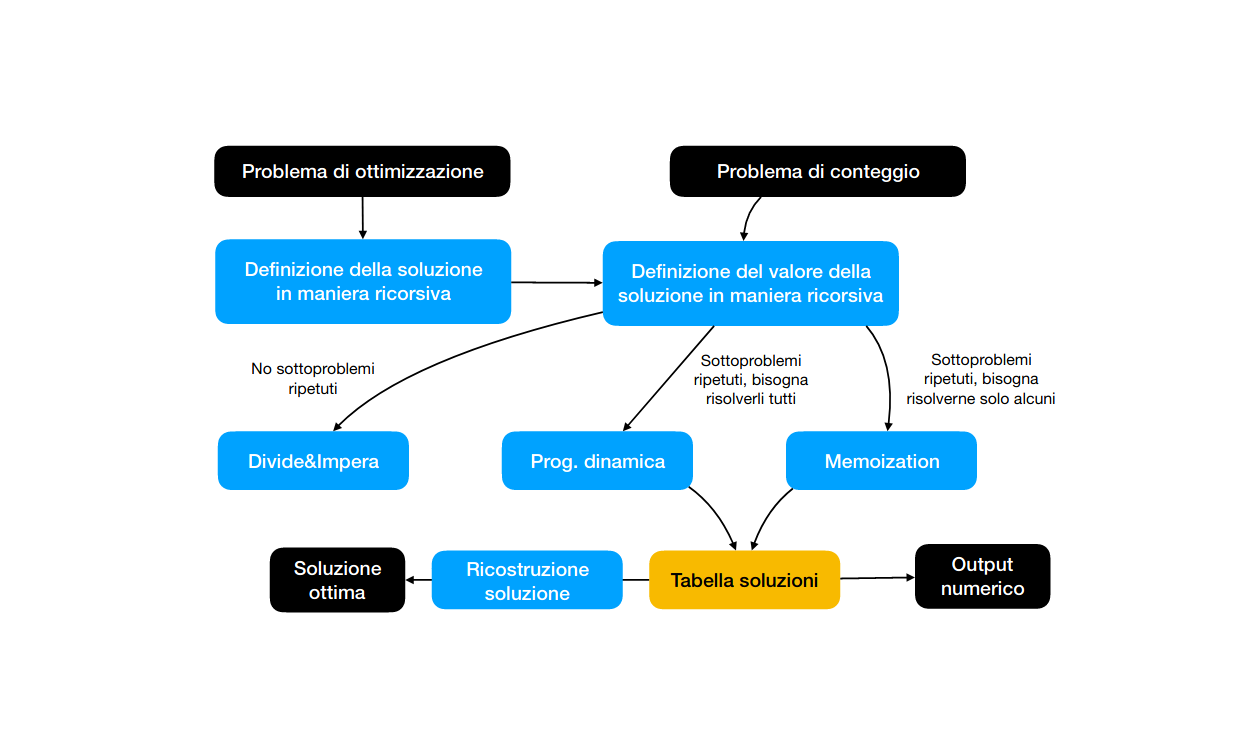 Problema di ottimizzazione
Problema di conteggio
Definizione della soluzione
in maniera ricorsiva
Definizione del valore della
soluzione in maniera ricorsiva
No sottoproblemi
ripetuti
Sottoproblemi
ripetuti, bisogna
risolverli tutti
Sottoproblemi
ripetuti, bisogna
risolverne solo alcuni
Divide&Impera
Prog. dinamica
Memoization
Soluzione
ottima
Ricostruzione
soluzione
Tabella soluzioni
Output
numerico